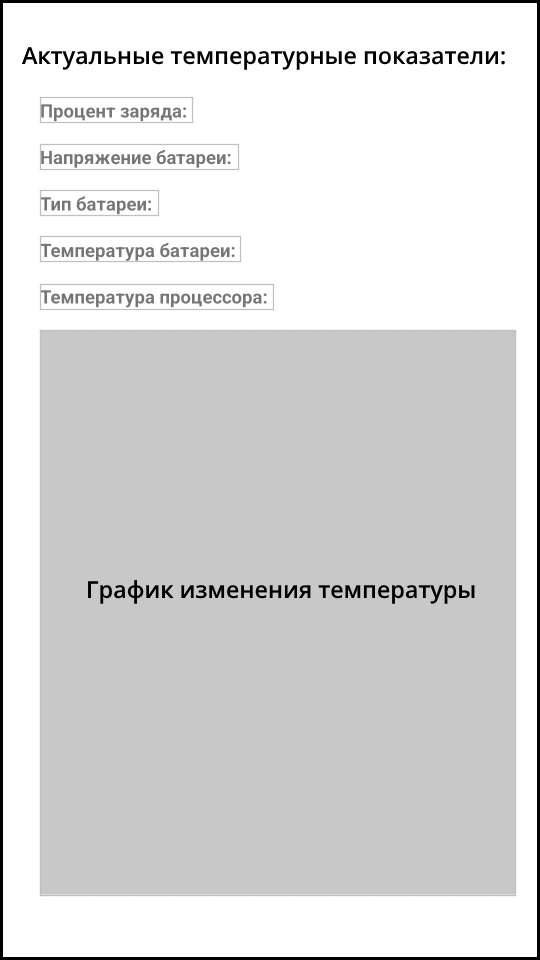 Актуальные температурные показатели:
Процент заряда:
Напряжение батареи:
Тип батареи:
Температура батареи:
Температура процессора:
График изменения температуры